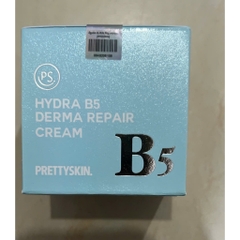 PS.
HYDRA B5
DERMA REPAIR
CREAM
PRETTYSKIN.
B5